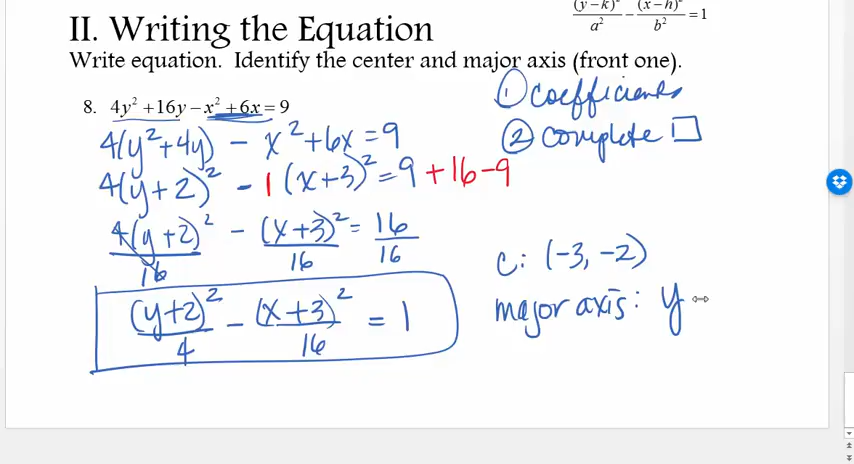 (y−k)² / a² − (x−h)² / b² = 1
II. Writing the Equation
Write equation. Identify the center and major axis (front one).
8. 4y² +16y − x² + 6x = 9
① coefficients
② complete □
4(y²+4y) − x²+6x = 9
4(y+2)² − 1(x+3)² = 9 + 16 − 9
4(y+2)² / 16 − (x+3)² / 16 = 16 / 16
(y+2)² / 4 − (x+3)² / 16 = 1
C: (−3, −2)
major axis: y